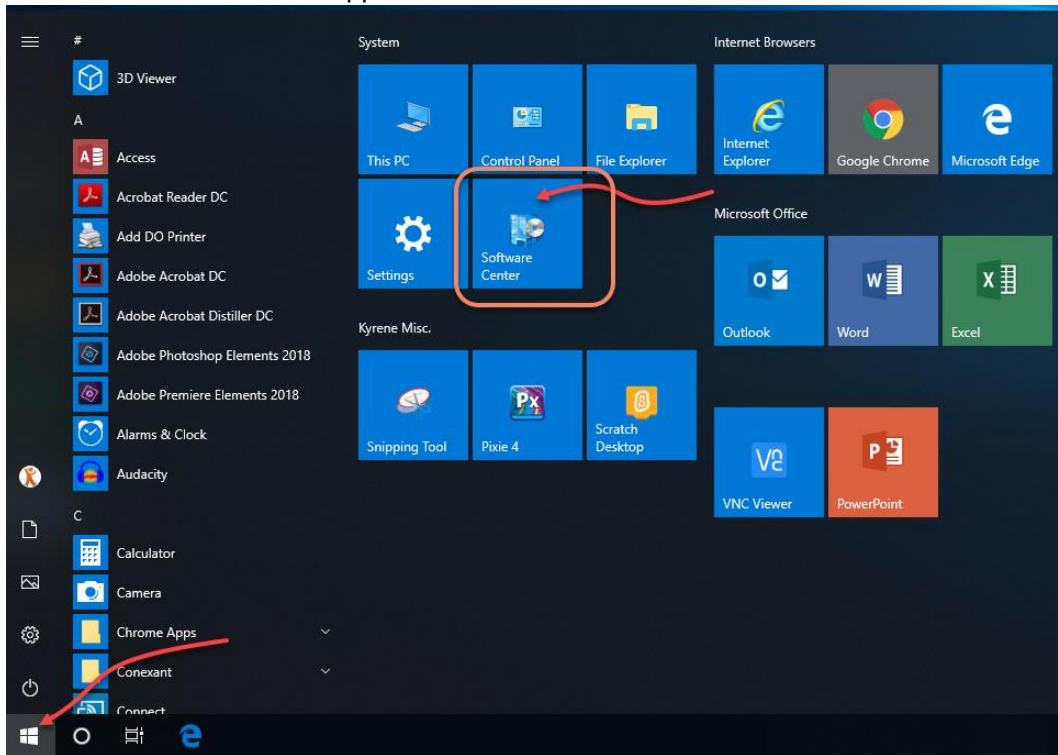 #
3D Viewer
A
Access
Acrobat Reader DC
Add DO Printer
Adobe Acrobat DC
Adobe Acrobat Distiller DC
Adobe Photoshop Elements 2018
Adobe Premiere Elements 2018
Alarms & Clock
Audacity
C
Calculator
Camera
Chrome Apps
Conexant
Connect
System
This PC
Control Panel
File Explorer
Settings
Software
Center
Kyrene Misc.
Snipping Tool
Pixie 4
Scratch
Desktop
Internet Browsers
Internet
Explorer
Google Chrome
Microsoft Edge
Microsoft Office
Outlook
Word
Excel
VNC Viewer
PowerPoint